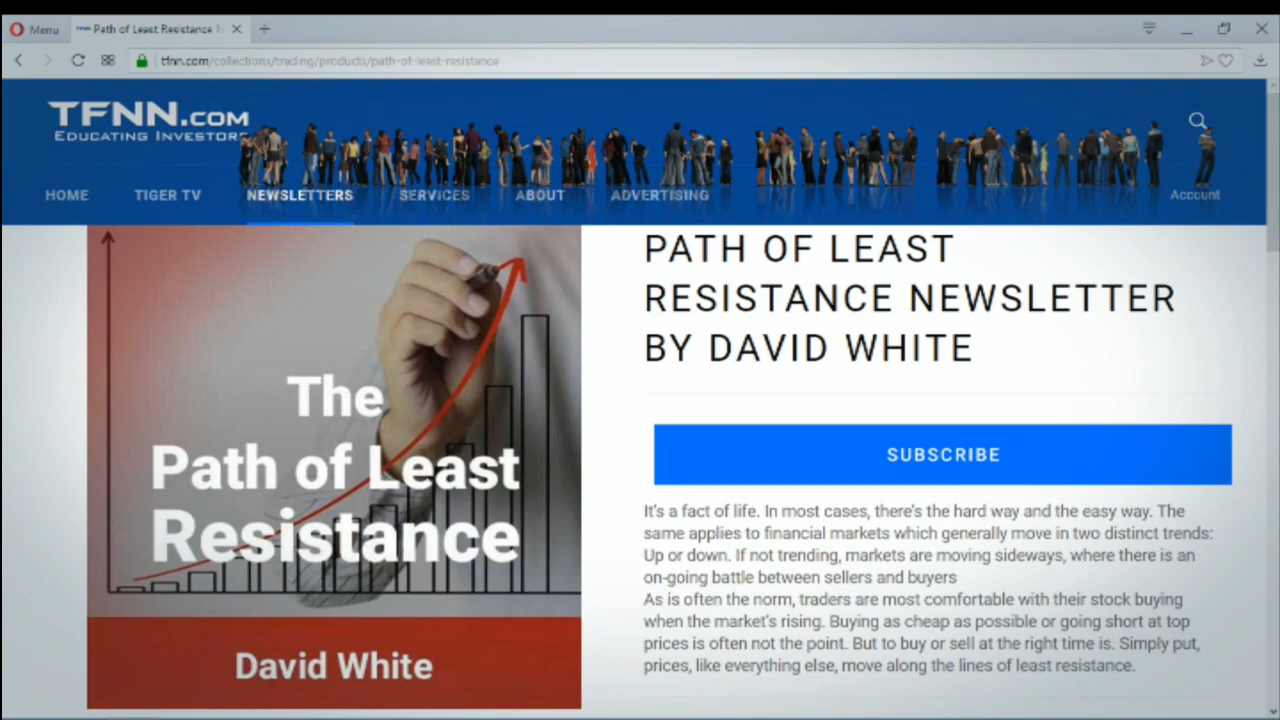 Menu
Path of Least Resistance
tfnn.com/collections/trading/products/path-of-least-resistance
TFNN.COM
EDUCATING INVESTORS
HOME TIGER TV NEWSLETTERS SERVICES ABOUT ADVERTISING Account
The
Path of Least
Resistance
David White
PATH OF LEAST
RESISTANCE NEWSLETTER
BY DAVID WHITE
SUBSCRIBE
It's a fact of life. In most cases, there's the hard way and the easy way. The
same applies to financial markets which generally move in two distinct trends:
Up or down. If not trending, markets are moving sideways, where there is an
on-going battle between sellers and buyers
As is often the norm, traders are most comfortable with their stock buying
when the market's rising. Buying as cheap as possible or going short at top
prices is often not the point. But to buy or sell at the right time is. Simply put,
prices, like everything else, move along the lines of least resistance.